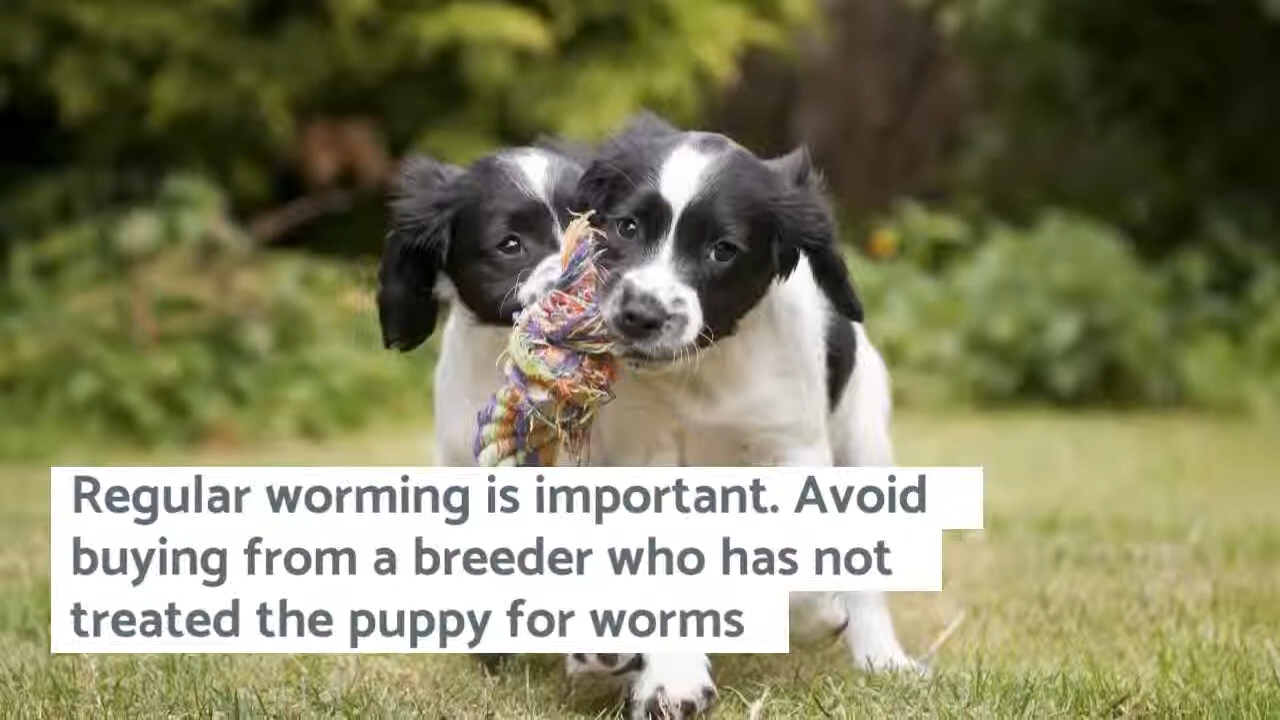 Regular worming is important. Avoid
buying from a breeder who has not
treated the puppy for worms